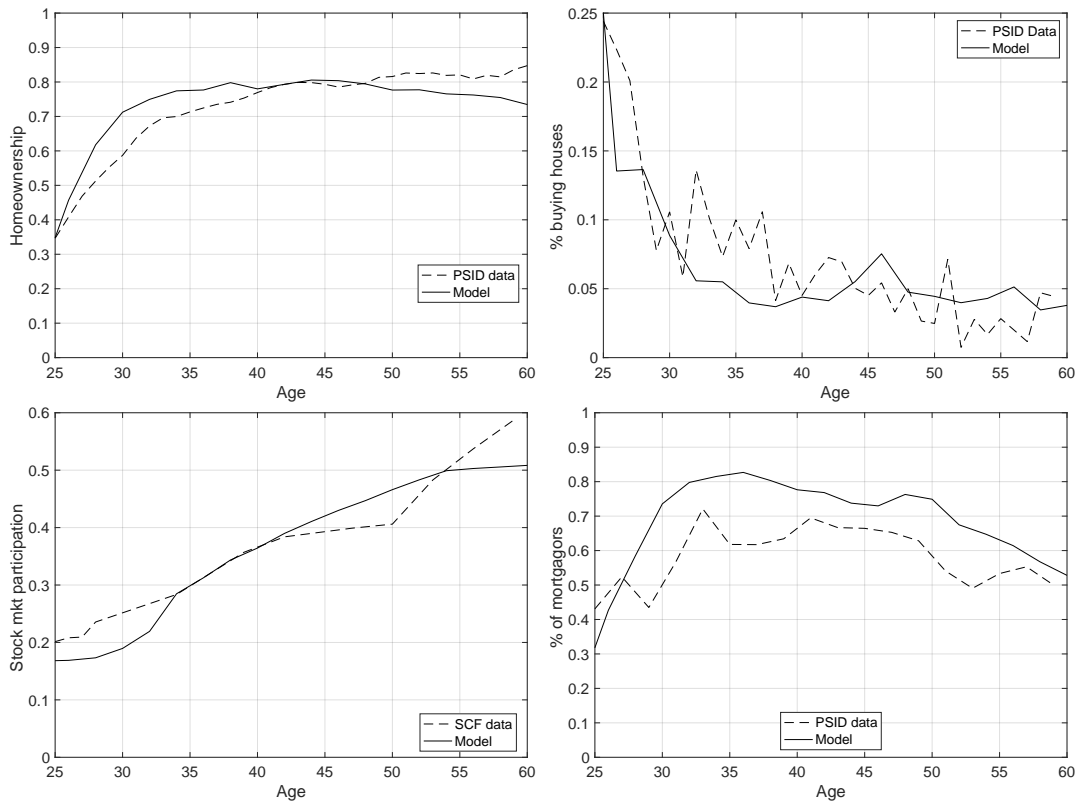 1
0.9
0.8
0.7
0.6
0.5
0.4
0.3
0.2
0.1
0
Homeownership
PSID data
Model
25 30 35 40 45 50 55 60
Age
0.25
0.2
0.15
0.1
0.05
0
% buying houses
PSID Data
Model
25 30 35 40 45 50 55 60
Age
0.6
0.5
0.4
0.3
0.2
0.1
0
Stock mkt participation
SCF data
Model
25 30 35 40 45 50 55 60
Age
1
0.9
0.8
0.7
0.6
0.5
0.4
0.3
0.2
0.1
0
% of mortgagors
PSID data
Model
25 30 35 40 45 50 55 60
Age